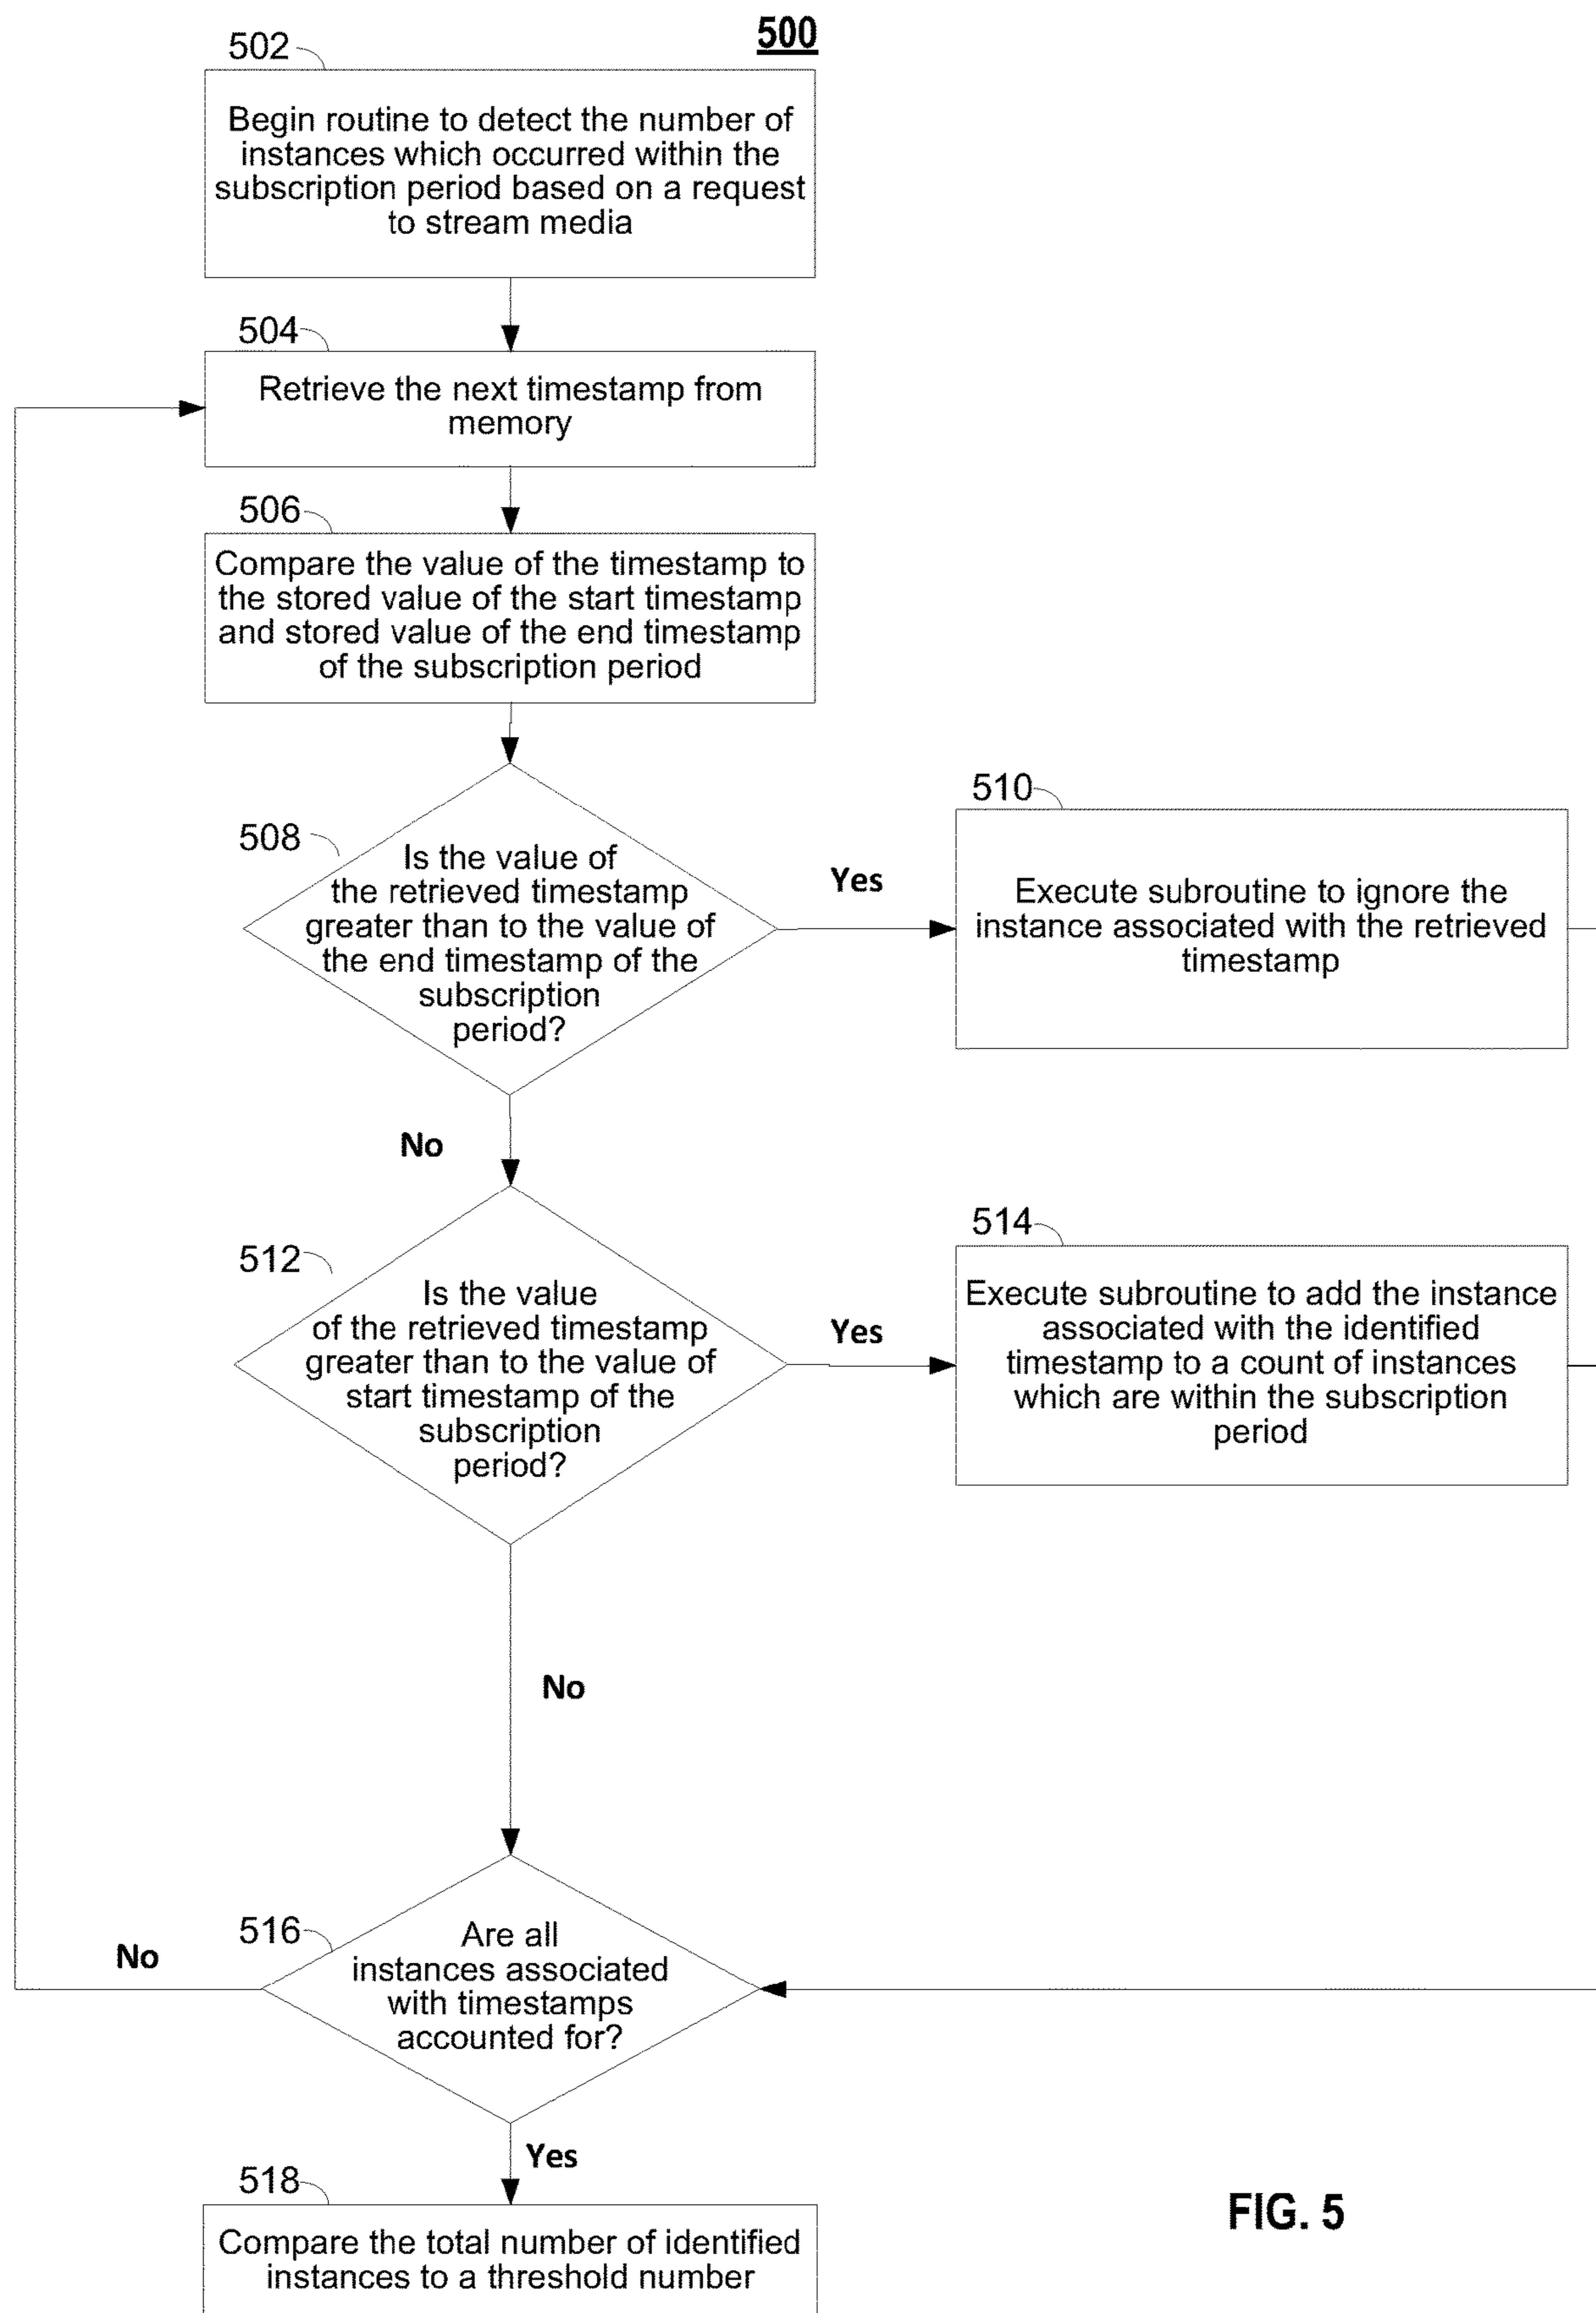 500
502
Begin routine to detect the number of
instances which occurred within the
subscription period based on a request
to stream media
504
Retrieve the next timestamp from
memory
506
Compare the value of the timestamp to
the stored value of the start timestamp
and stored value of the end timestamp
of the subscription period
508
Is the value of
the retrieved timestamp
greater than to the value of
the end timestamp of the
subscription
period?
Yes
510
Execute subroutine to ignore the
instance associated with the retrieved
timestamp
No
512
Is the value
of the retrieved timestamp
greater than to the value of
start timestamp of the
subscription
period?
Yes
514
Execute subroutine to add the instance
associated with the identified
timestamp to a count of instances
which are within the subscription
period
No
516
Are all
instances associated
with timestamps
accounted for?
No
Yes
518
Compare the total number of identified
instances to a threshold number
FIG. 5